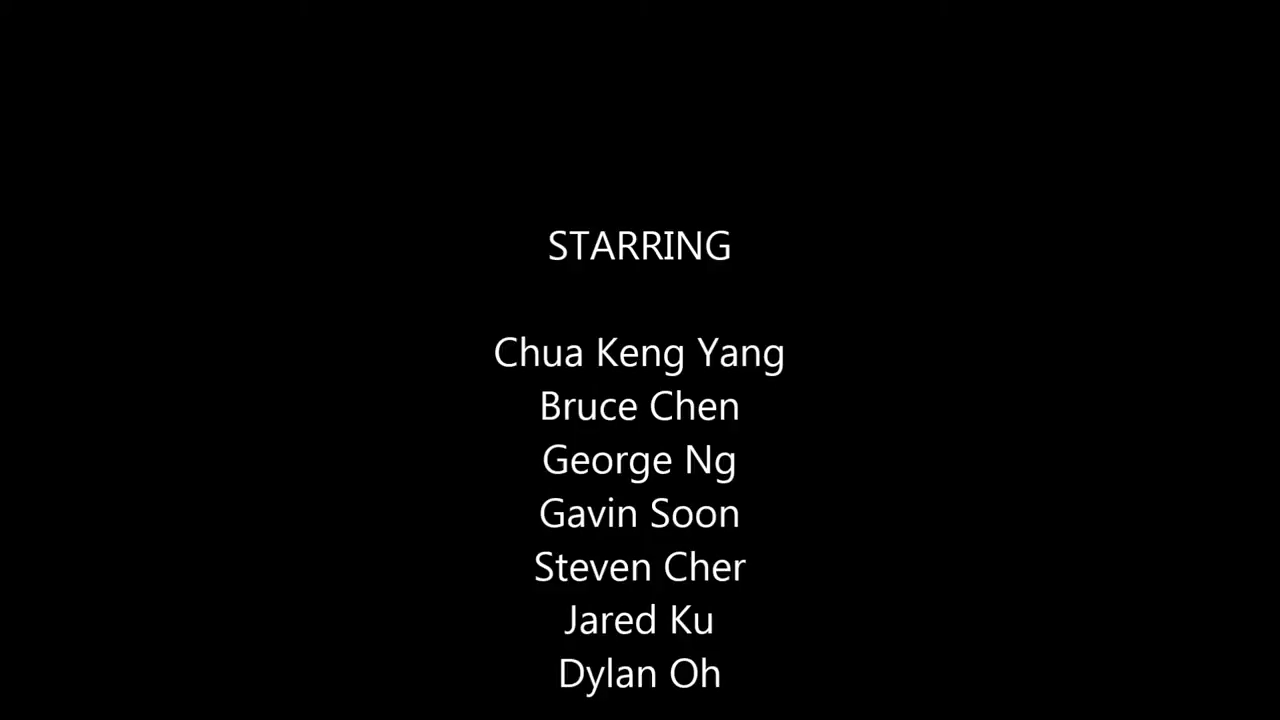 STARRING
Chua Keng Yang
Bruce Chen
George Ng
Gavin Soon
Steven Cher
Jared Ku
Dylan Oh